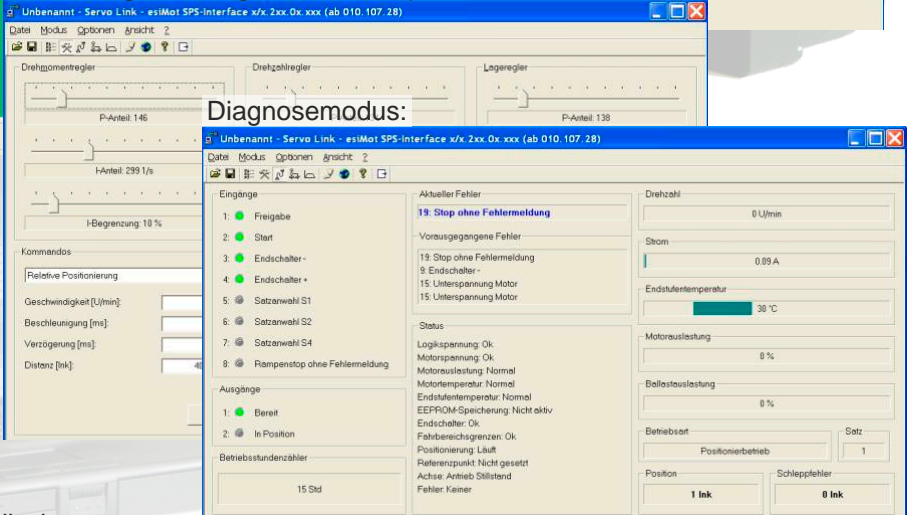 Unbenannt - Servo Link - esiMot SPS-Interface x/x.2xx.0x.xxx (ab 010.107.28)
Datei Modus Optionen Ansicht ?
Drehmomentregler
Drehzahlregler
Lageregler
P-Anteil: 146
P-Anteil: 138
I-Anteil: 299 1/s
I-Begrenzung: 10 %
Kommandos
Relative Positionierung
Geschwindigkeit [U/min]:
Beschleunigung [ms]:
Verzögerung [ms]:
Distanz [Ink]:
Diagnosemodus:
Unbenannt - Servo Link - esiMot SPS-Interface x/x.2xx.0x.xxx (ab 010.107.28)
Datei Modus Optionen Ansicht ?
Eingänge
1: Freigabe
2: Start
3: Endschalter -
4: Endschalter +
5: Satzanwahl S1
6: Satzanwahl S2
7: Satzanwahl S4
8: Rampenstop ohne Fehlermeldung
Ausgänge
1: Bereit
2: In Position
Betriebsstundenzähler
15 Std
Aktueller Fehler
19: Stop ohne Fehlermeldung
Vorausgegangene Fehler
19: Stop ohne Fehlermeldung
9: Endschalter -
15: Unterspannung Motor
15: Unterspannung Motor
Status
Logikspannung: Ok
Motorspannung: Ok
Motorauslastung: Normal
Motortemperatur: Normal
Endstufentemperatur: Normal
EEPROM-Speicherung: Nicht aktiv
Endschalter: Ok
Fahrbereichsgrenzen: Ok
Positionierung: Läuft
Referenzpunkt: Nicht gesetzt
Achse: Antrieb Stillstand
Fehler: Keiner
Drehzahl
0 U/min
Strom
0.09 A
Endstufentemperatur
38 °C
Motorauslastung
0 %
Ballastauslastung
0 %
Betriebsart
Positionierbetrieb
Satz
1
Position
1 Ink
Schleppfehler
0 Ink